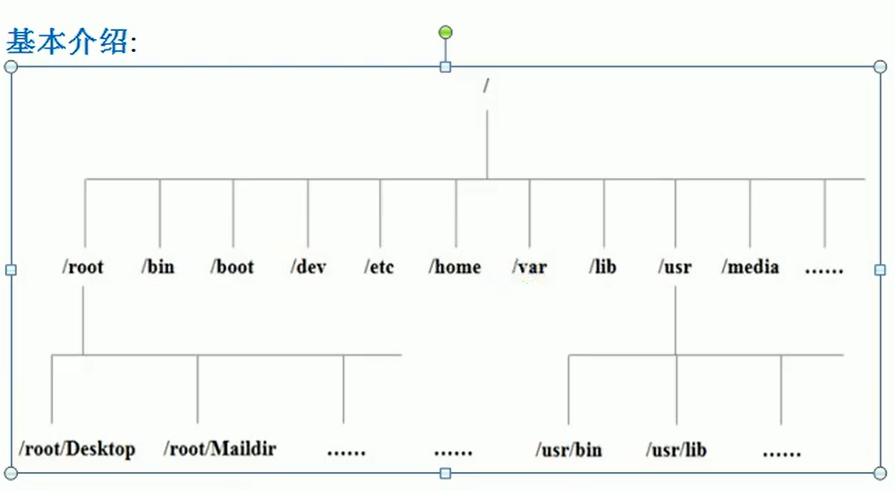 基本介绍:
/
/root /bin /boot /dev /etc /home /var /lib /usr /media ……
/root/Desktop /root/Maildir …… …… /usr/bin /usr/lib ……